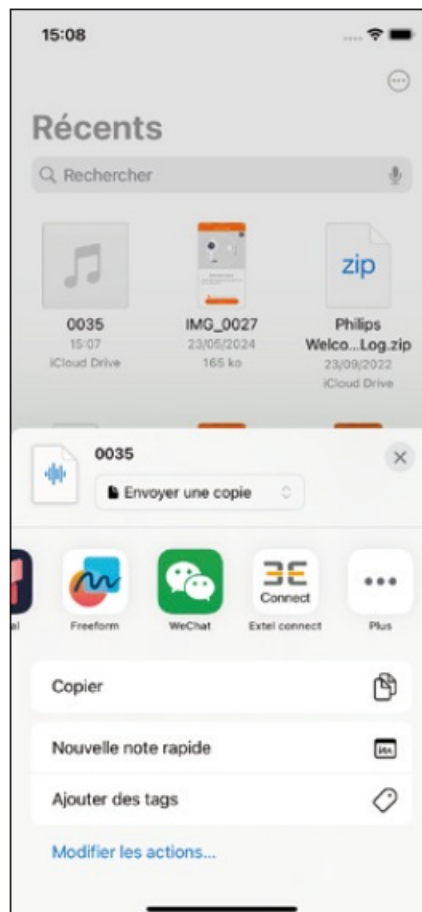 15:08
Récents
Rechercher
zip
0035
IMG_0027
Philips
Welco...Log.zip
15:07
23/05/2024
23/09/2022
iCloud Drive
165 ko
iCloud Drive
0035
Envoyer une copie
Connect
al
Freeform
WeChat
Extel connect
Plus
Copier
Nouvelle note rapide
Ajouter des tags
Modifier les actions...